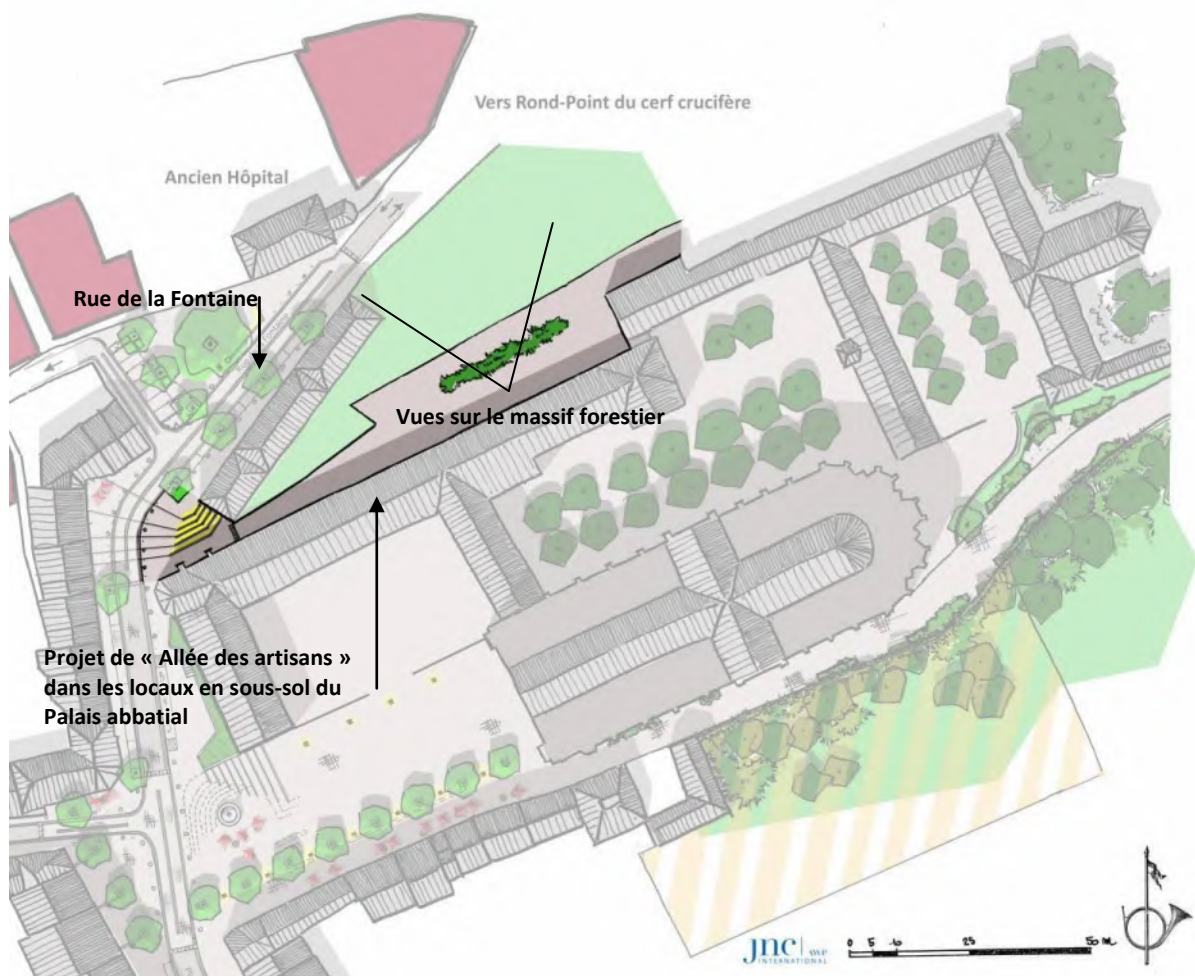 Vers Rond-Point du cerf crucifère
Ancien Hôpital
Rue de la Fontaine
Vues sur le massif forestier
Projet de « Allée des artisans »
dans les locaux en sous-sol du
Palais abbatial
jnc
INTERNATIONAL
0 5 10 25 50 m